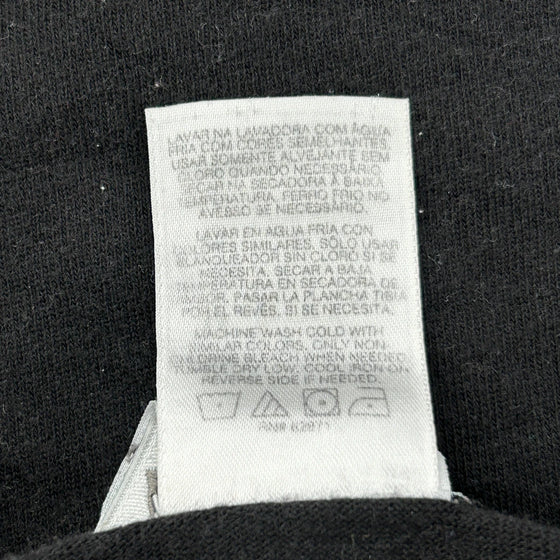 LAVAR NA LAVADORA COM ÁGUA
FRIA COM CORES SEMELHANTES.
USAR SOMENTE ALVEJANTE SEM
CLORO QUANDO NECESSÁRIO.
SECAR NA SECADORA À BAIXA
TEMPERATURA. FERRO FRIO NO
AVESSO SE NECESSÁRIO.
LAVAR EN AGUA FRÍA CON
COLORES SIMILARES. SÓLO USAR
BLANQUEADOR SIN CLORO SI SE
NECESITA. SECAR A BAJA
TEMPERATURA EN SECADORA DE
TAMBOR. PASAR LA PLANCHA TIBIA
POR EL REVÉS, SI SE NECESITA.
MACHINE WASH COLD WITH
SIMILAR COLORS. ONLY NON-
CHLORINE BLEACH WHEN NEEDED.
TUMBLE DRY LOW. COOL IRON ON
REVERSE SIDE IF NEEDED.
RN# 62871